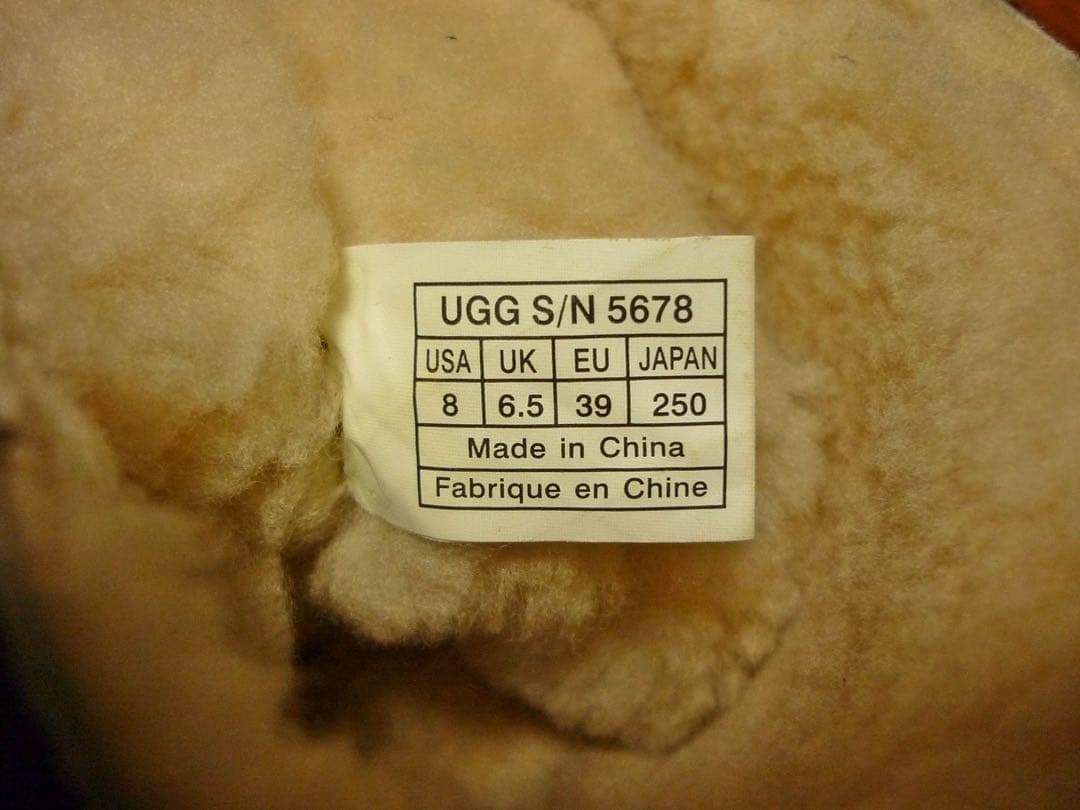 UGG S/N 5678
USA UK EU JAPAN
8 6.5 39 250
Made in China
Fabrique en Chine